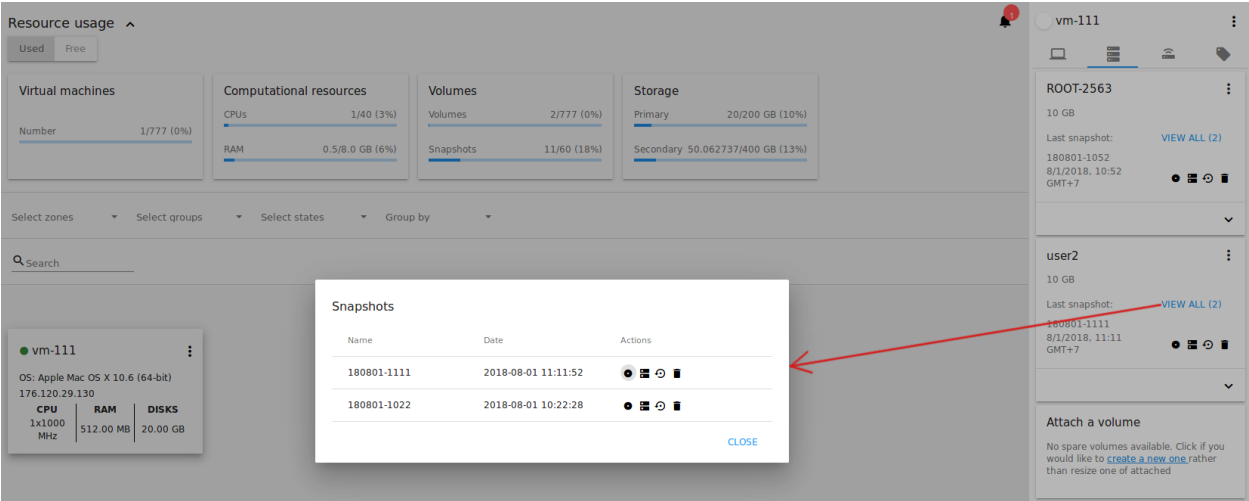 Resource usage
1
Used Free
Virtual machines
Number 1/777 (0%)
Computational resources
CPUs 1/40 (3%)
RAM 0.5/8.0 GB (6%)
Volumes
Volumes 2/777 (0%)
Snapshots 11/60 (18%)
Storage
Primary 20/200 GB (10%)
Secondary 50.062737/400 GB (13%)
Select zones Select groups Select states Group by
Search
vm-111
OS: Apple Mac OS X 10.6 (64-bit)
176.120.29.130
CPU RAM DISKS
1x1000 MHz 512.00 MB 20.00 GB
Snapshots
Name Date Actions
180801-1111 2018-08-01 11:11:52
180801-1022 2018-08-01 10:22:28
CLOSE
vm-111
ROOT-2563
10 GB
Last snapshot: VIEW ALL (2)
180801-1052
8/1/2018, 10:52
GMT+7
user2
10 GB
Last snapshot: VIEW ALL (2)
180801-1111
8/1/2018, 11:11
GMT+7
Attach a volume
No spare volumes available. Click if you
would like to create a new one rather
than resize one of attached